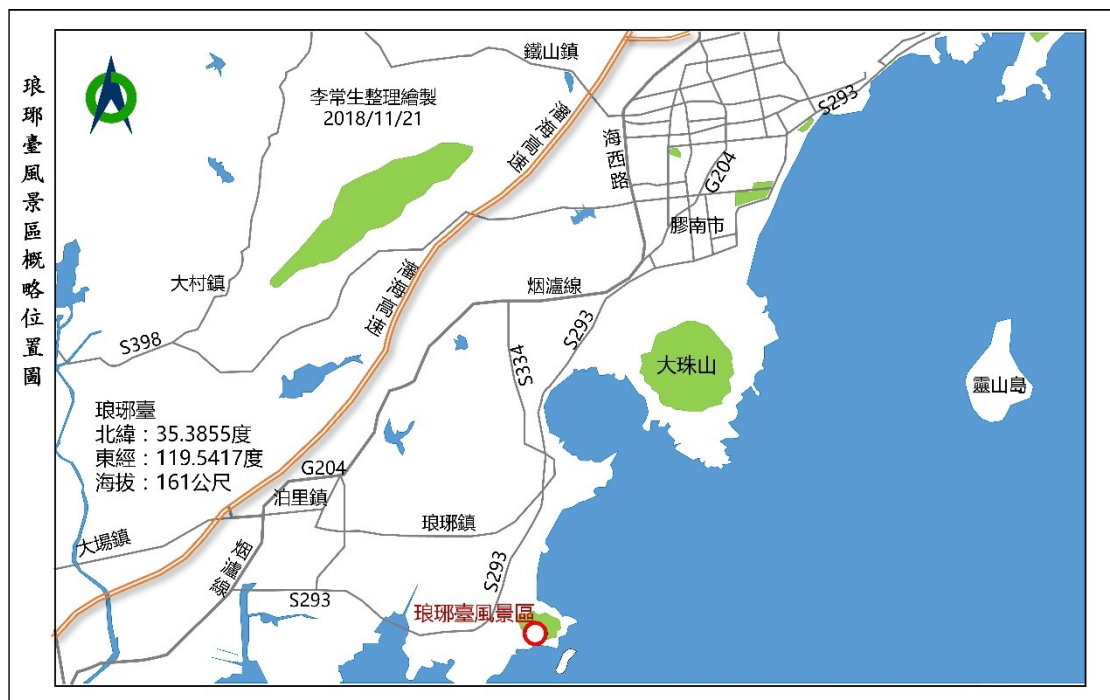 琅琊臺風景區概略位置圖
李常生整理繪製
2018/11/21
鐵山鎮
瀋海高速
海西路
S293
G204
膠南市
大村鎮
瀋海高速
烟瀘線
S398
S334
S293
大珠山
靈山島
琅琊臺
北緯：35.3855度
東經：119.5417度
海拔：161公尺
G204
泊里鎮
琅琊鎮
大場鎮
烟瀘線
S293
S293
琅琊臺風景區